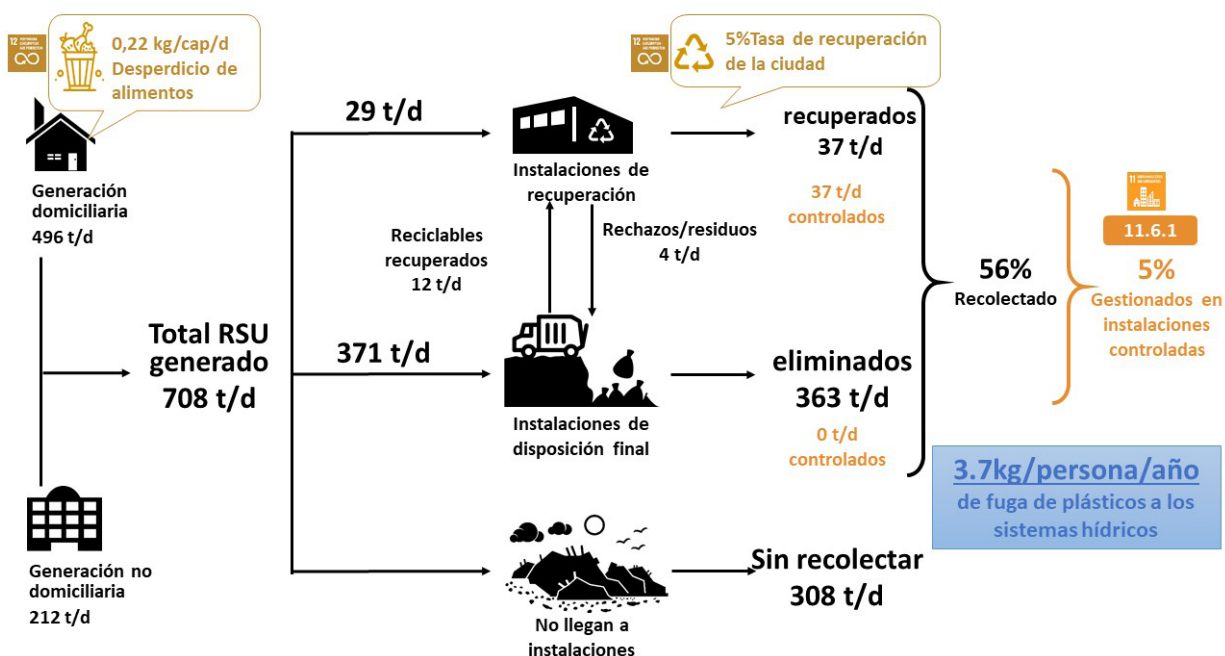 12
0,22 kg/cap/d
Desperdicio de
alimentos
Generación
domiciliaria
496 t/d
Total RSU
generado
708 t/d
Generación no
domiciliaria
212 t/d
29 t/d
371 t/d
Instalaciones de
recuperación
Reciclables
recuperados
12 t/d
Rechazos/residuos
4 t/d
Instalaciones de
disposición final
No llegan a
instalaciones
12
5%Tasa de recuperación
de la ciudad
recuperados
37 t/d
37 t/d
controlados
eliminados
363 t/d
0 t/d
controlados
Sin recolectar
308 t/d
56%
Recolectado
11
11.6.1
5%
Gestionados en
instalaciones
controladas
3.7kg/persona/año
de fuga de plásticos a los
sistemas hídricos